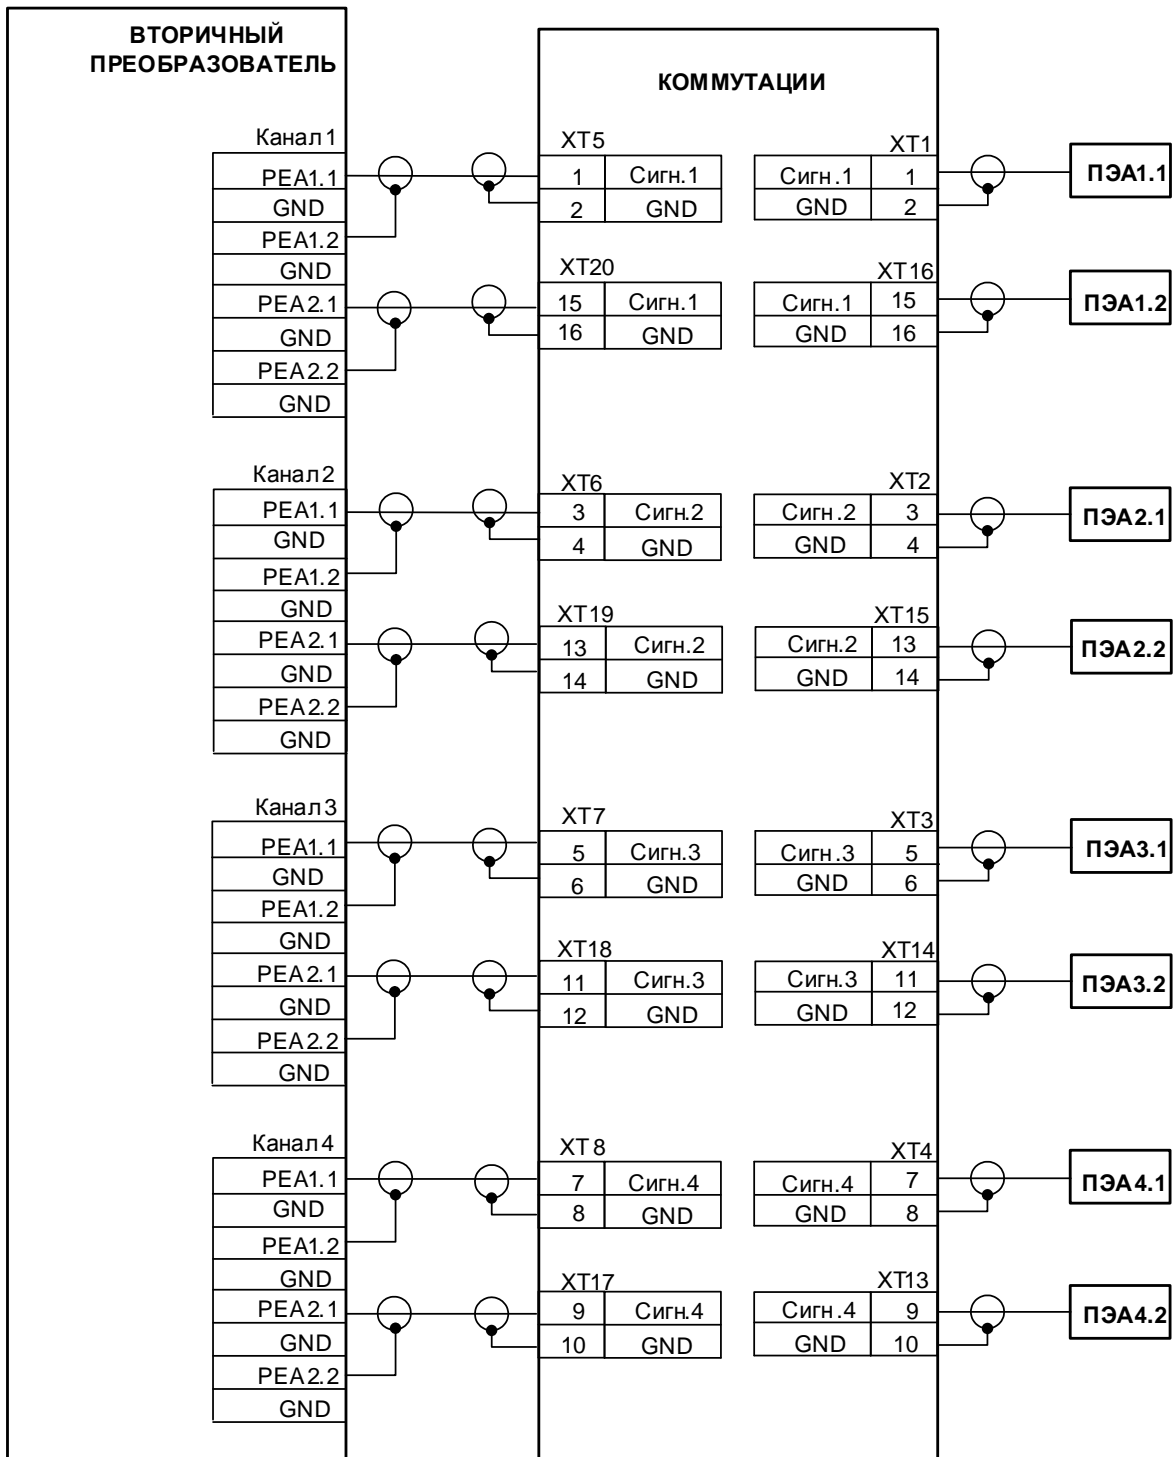 ВТОРИЧНЫЙ
ПРЕОБРАЗОВАТЕЛЬ
КОММУТАЦИИ
Канал 1
PEA1.1
GND
PEA1.2
GND
PEA2.1
GND
PEA2.2
GND
XT5
1 Сигн.1
2 GND
XT1
Сигн.1 1
GND 2
ПЭА1.1
XT20
15 Сигн.1
16 GND
XT16
Сигн.1 15
GND 16
ПЭА1.2
Канал 2
PEA1.1
GND
PEA1.2
GND
PEA2.1
GND
PEA2.2
GND
XT6
3 Сигн.2
4 GND
XT2
Сигн.2 3
GND 4
ПЭА2.1
XT19
13 Сигн.2
14 GND
XT15
Сигн.2 13
GND 14
ПЭА2.2
Канал 3
PEA1.1
GND
PEA1.2
GND
PEA2.1
GND
PEA2.2
GND
XT7
5 Сигн.3
6 GND
XT3
Сигн.3 5
GND 6
ПЭА3.1
XT18
11 Сигн.3
12 GND
XT14
Сигн.3 11
GND 12
ПЭА3.2
Канал 4
PEA1.1
GND
PEA1.2
GND
PEA2.1
GND
PEA2.2
GND
XT8
7 Сигн.4
8 GND
XT4
Сигн.4 7
GND 8
ПЭА4.1
XT17
9 Сигн.4
10 GND
XT13
Сигн.4 9
GND 10
ПЭА4.2